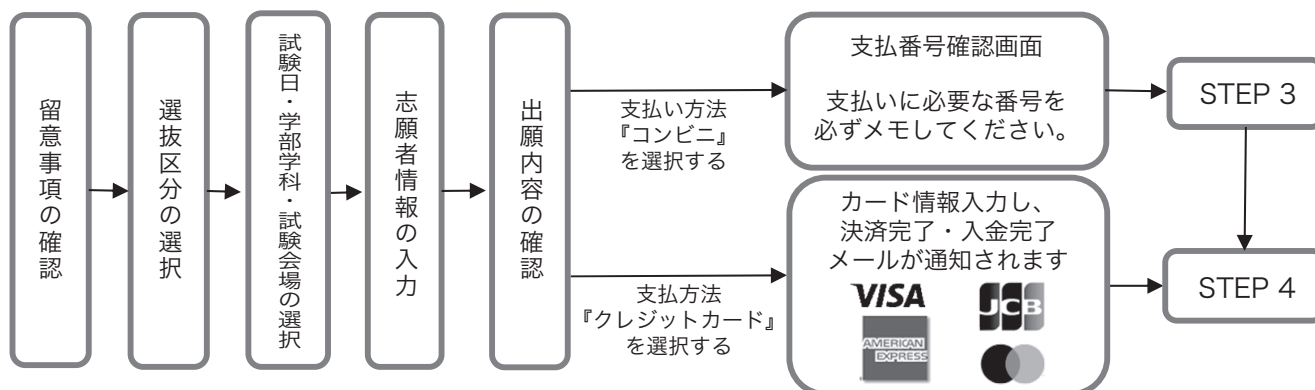 留意事項の確認
選抜区分の選択
試験日・学部学科・試験会場の選択
志願者情報の入力
出願内容の確認
支払い方法
『コンビニ』
を選択する
支払番号確認画面
支払いに必要な番号を
必ずメモしてください。
STEP 3
支払方法
『クレジットカード』
を選択する
カード情報入力し、
決済完了・入金完了
メールが通知されます
VISA
JCB
AMERICAN
EXPRESS
STEP 4